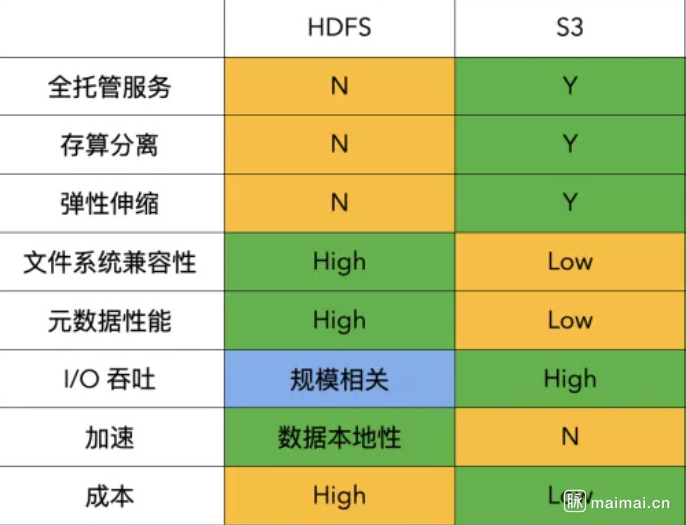 HDFS S3
全托管服务 N Y
存算分离 N Y
弹性伸缩 N Y
文件系统兼容性 High Low
元数据性能 High Low
I/O 吞吐 规模相关 High
加速 数据本地性 N
成本 High Low
脉 maimai.cn